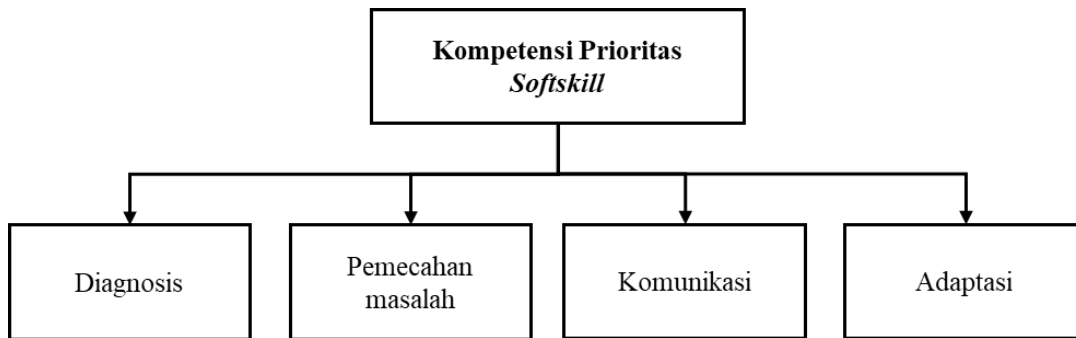 Kompetensi Prioritas
Softskill
Diagnosis
Pemecahan
masalah
Komunikasi
Adaptasi